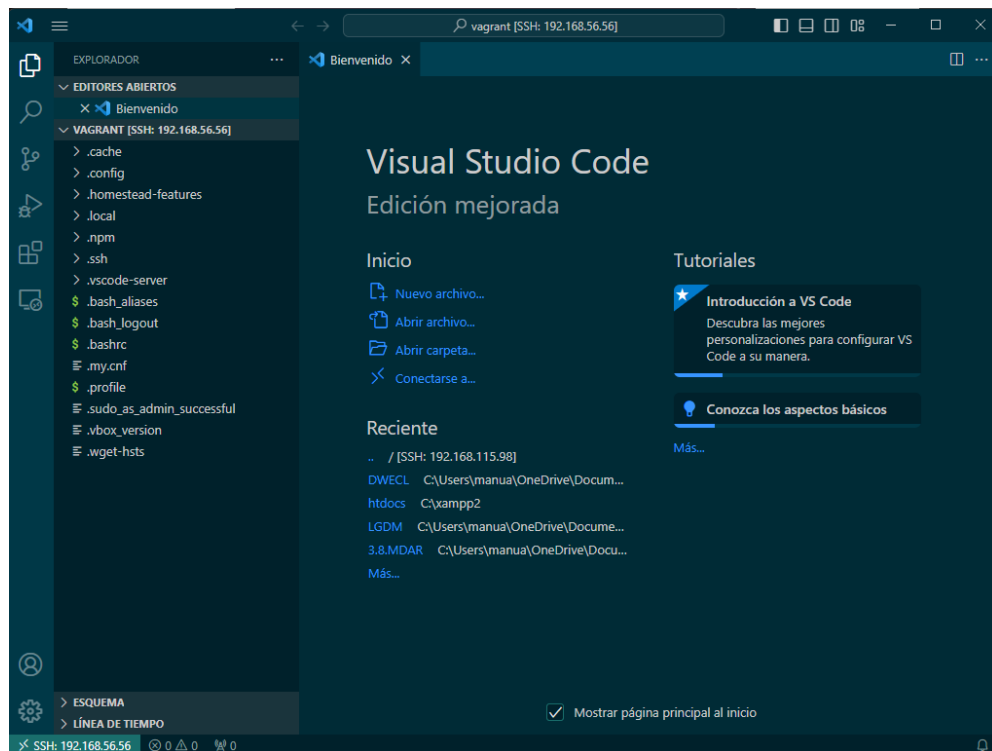 vagrant [SSH: 192.168.56.56]
EXPLORADOR
Bienvenido
EDITORES ABIERTOS
Bienvenido
VAGRANT [SSH: 192.168.56.56]
.cache
.config
.homestead-features
.local
.npm
.ssh
.vscode-server
$ .bash_aliases
$ .bash_logout
$ .bashrc
.my.cnf
$ .profile
.sudo_as_admin_successful
.vbox_version
.wget-hsts
ESQUEMA
LÍNEA DE TIEMPO
Visual Studio Code
Edición mejorada
Inicio
Nuevo archivo...
Abrir archivo...
Abrir carpeta...
Conectarse a...
Reciente
.. / [SSH: 192.168.115.98]
DWECL C:\Users\manua\OneDrive\Docum...
htdocs C:\xampp2
LGDM C:\Users\manua\OneDrive\Docume...
3.8.MDAR C:\Users\manua\OneDrive\Docu...
Más...
Tutoriales
Introducción a VS Code
Descubra las mejores
personalizaciones para configurar VS
Code a su manera.
Conozca los aspectos básicos
Más...
Mostrar página principal al inicio
SSH: 192.168.56.56 0 0 0